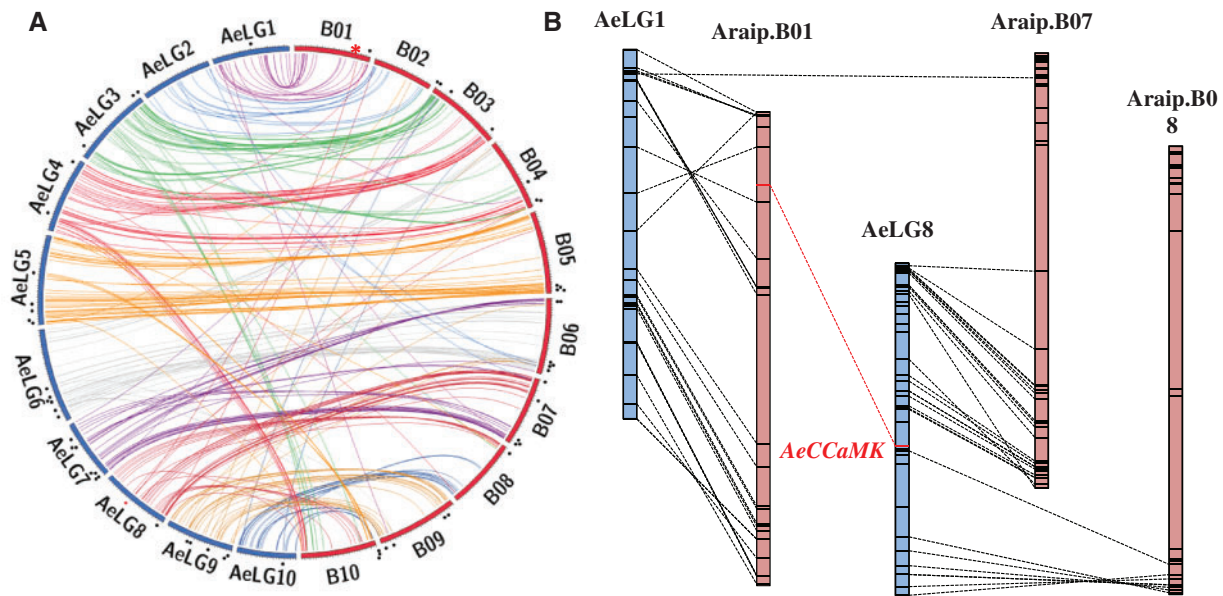 A
AeLG1
B01
*
B02
B03
B04
B05
B06
B07
B08
B09
B10
AeLG10
AeLG9
AeLG8
AeLG7
AeLG6
AeLG5
AeLG4
AeLG3
AeLG2
B
AeLG1
Araip.B01
Araip.B07
Araip.B0
8
AeLG8
AeCCaMK